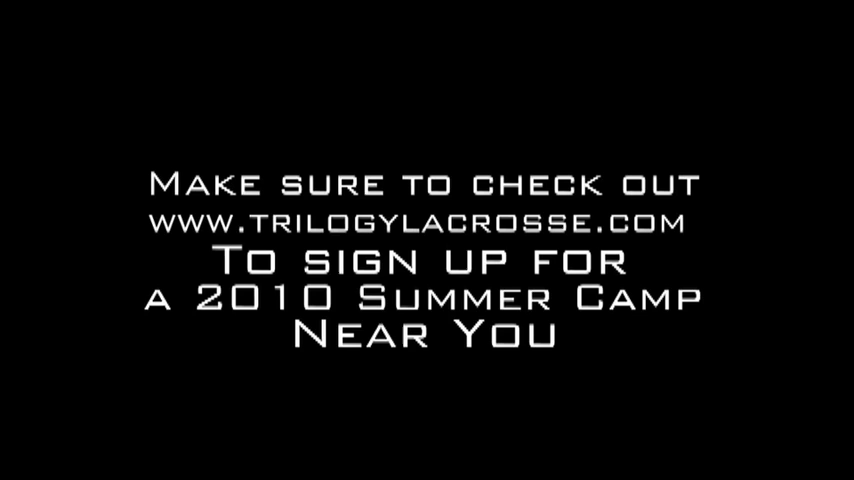 Make sure to check out
www.trilogylacrosse.com
To sign up for
a 2010 Summer Camp
Near You